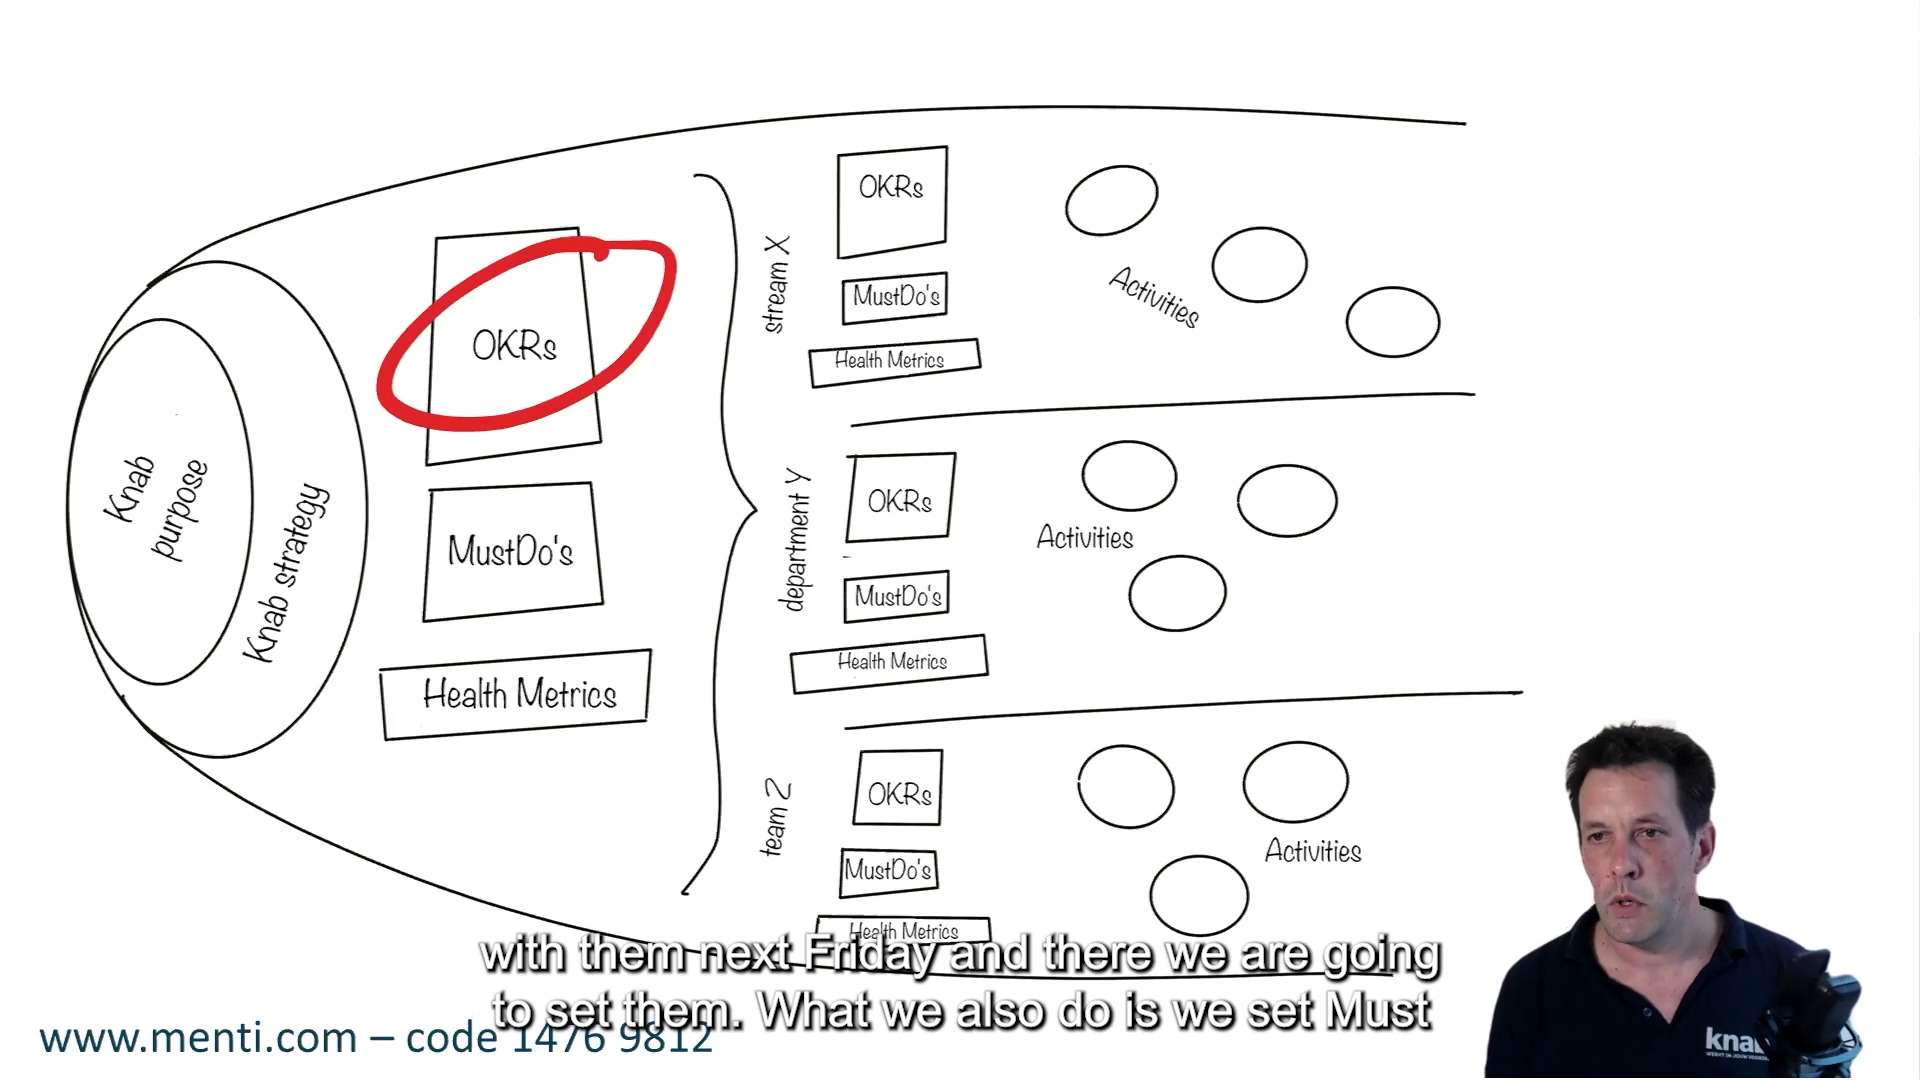 Knab
purpose
Knab strategy
OKRs
MustDo's
Health Metrics
stream X
OKRs
MustDo's
Health Metrics
Activities
department Y
OKRs
MustDo's
Health Metrics
Activities
team Z
OKRs
MustDo's
Health Metrics
Activities
with them next Friday and there we are going
to set them. What we also do is we set Must
www.menti.com – code 1476 9812